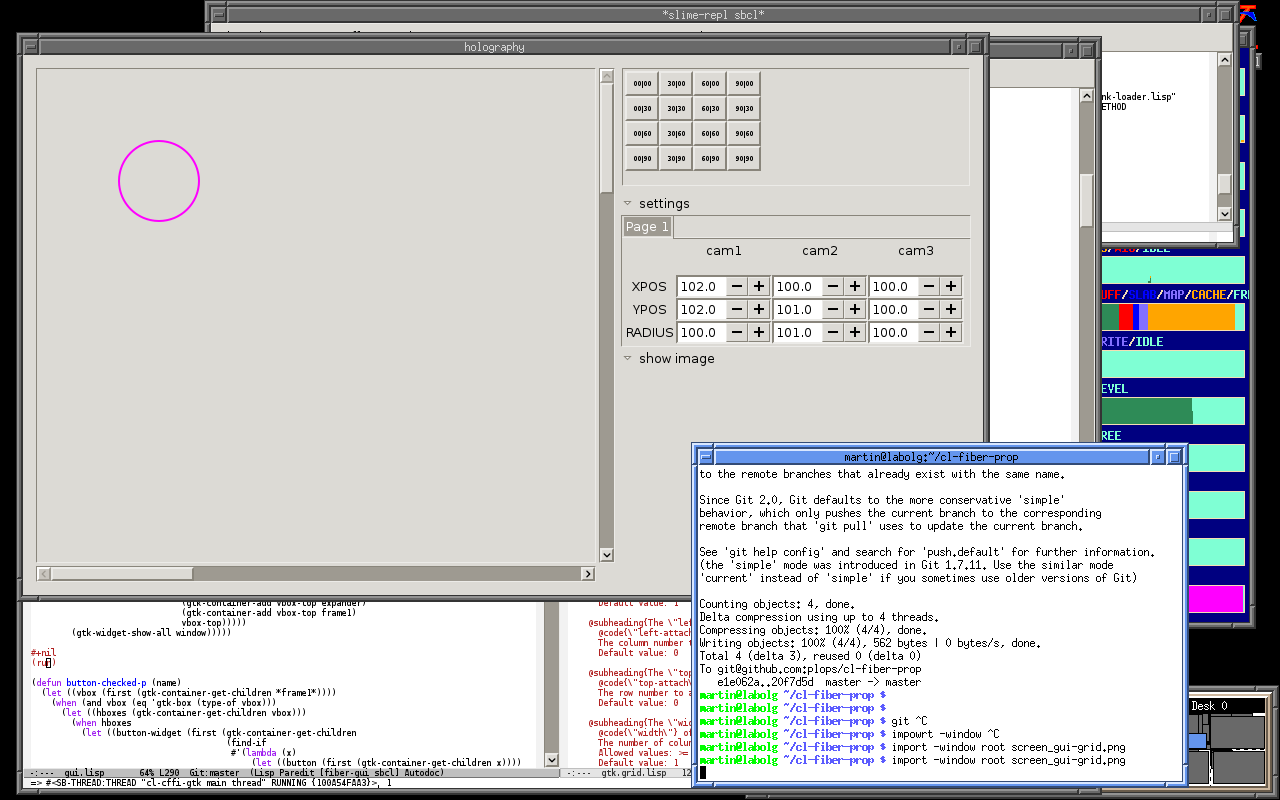 *slime-repl sbcl*
holography
00|00 30|00 60|00 90|00
00|30 30|30 60|30 90|30
00|60 30|60 60|60 90|60
00|90 30|90 60|90 90|90
settings
Page 1
cam1 cam2 cam3
XPOS 102.0 − + 100.0 − + 100.0 − +
YPOS 102.0 − + 101.0 − + 100.0 − +
RADIUS 100.0 − + 101.0 − + 100.0 − +
show image
nk-loader.lisp"
ETHOD
/IDLE
UFF/SLAB/MAP/CACHE/FRE
RITE/IDLE
EVEL
REE
martin@labolg:~/cl-fiber-prop
to the remote branches that already exist with the same name.
Since Git 2.0, Git defaults to the more conservative 'simple'
behavior, which only pushes the current branch to the corresponding
remote branch that 'git pull' uses to update the current branch.
See 'git help config' and search for 'push.default' for further information.
(the 'simple' mode was introduced in Git 1.7.11. Use the similar mode
'current' instead of 'simple' if you sometimes use older versions of Git)
Counting objects: 4, done.
Delta compression using up to 4 threads.
Compressing objects: 100% (4/4), done.
Writing objects: 100% (4/4), 562 bytes | 0 bytes/s, done.
Total 4 (delta 3), reused 0 (delta 0)
To git@github.com:plops/cl-fiber-prop
e1e062a..20f7d5d  master -> master
martin@labolg ~/cl-fiber-prop $
martin@labolg ~/cl-fiber-prop $
martin@labolg ~/cl-fiber-prop $ git ^C
martin@labolg ~/cl-fiber-prop $ impowrt -window ^C
martin@labolg ~/cl-fiber-prop $ import -window root screen_gui-grid.png
martin@labolg ~/cl-fiber-prop $ import -window root screen_gui-grid.png
(gtk-container-add vbox-top expander)
(gtk-container-add vbox-top frame1)
vbox-top)))))
(gtk-widget-show-all window)))))
#+nil
(run)
(defun button-checked-p (name)
(let ((vbox (first (gtk-container-get-children *frame1*))))
(when (and vbox (eq 'gtk-box (type-of vbox)))
(let ((hboxes (gtk-container-get-children vbox)))
(when hboxes
(let ((button-widget (first (gtk-container-get-children
(find-if
#'(lambda (x)
(let ((button (first (gtk-container-get-children x))))
-:--- gui.lisp 64% L290 Git:master (Lisp Paredit [fiber-gui sbcl] Autodoc)
=> #<SB-THREAD:THREAD "cl-cffi-gtk main thread" RUNNING {100A54FAA3}>, 1
Default value: 1
@subheading{The \"left
@code{\"left-attach
The column number t
Default value: 0
@subheading{The \"top
@code{\"top-attach\
The row number to a
Default value: 0
@subheading{The \"wid
@code{\"width\"} of
The number of colum
Allowed values: >=
Default value: 1
-:--- gtk.grid.lisp 12
Desk 0